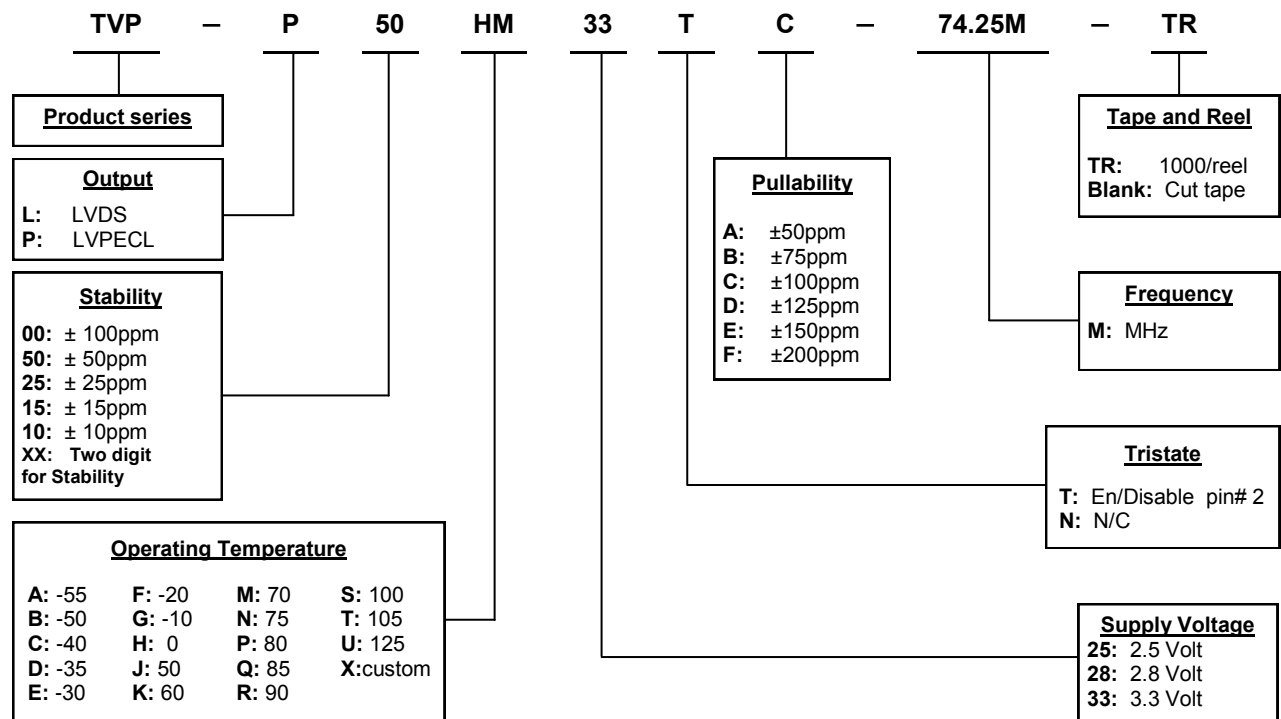 TVP – P 50 HM 33 T C - 74.25M - TR
Product series
Output
L: LVDS
P: LVPECL
Stability
00: ± 100ppm
50: ± 50ppm
25: ± 25ppm
15: ± 15ppm
10: ± 10ppm
XX: Two digit
for Stability
Operating Temperature
A: -55 F: -20 M: 70 S: 100
B: -50 G: -10 N: 75 T: 105
C: -40 H: 0 P: 80 U: 125
D: -35 J: 50 Q: 85 X:custom
E: -30 K: 60 R: 90
Pullability
A: ±50ppm
B: ±75ppm
C: ±100ppm
D: ±125ppm
E: ±150ppm
F: ±200ppm
Tape and Reel
TR: 1000/reel
Blank: Cut tape
Frequency
M: MHz
Tristate
T: En/Disable pin# 2
N: N/C
Supply Voltage
25: 2.5 Volt
28: 2.8 Volt
33: 3.3 Volt